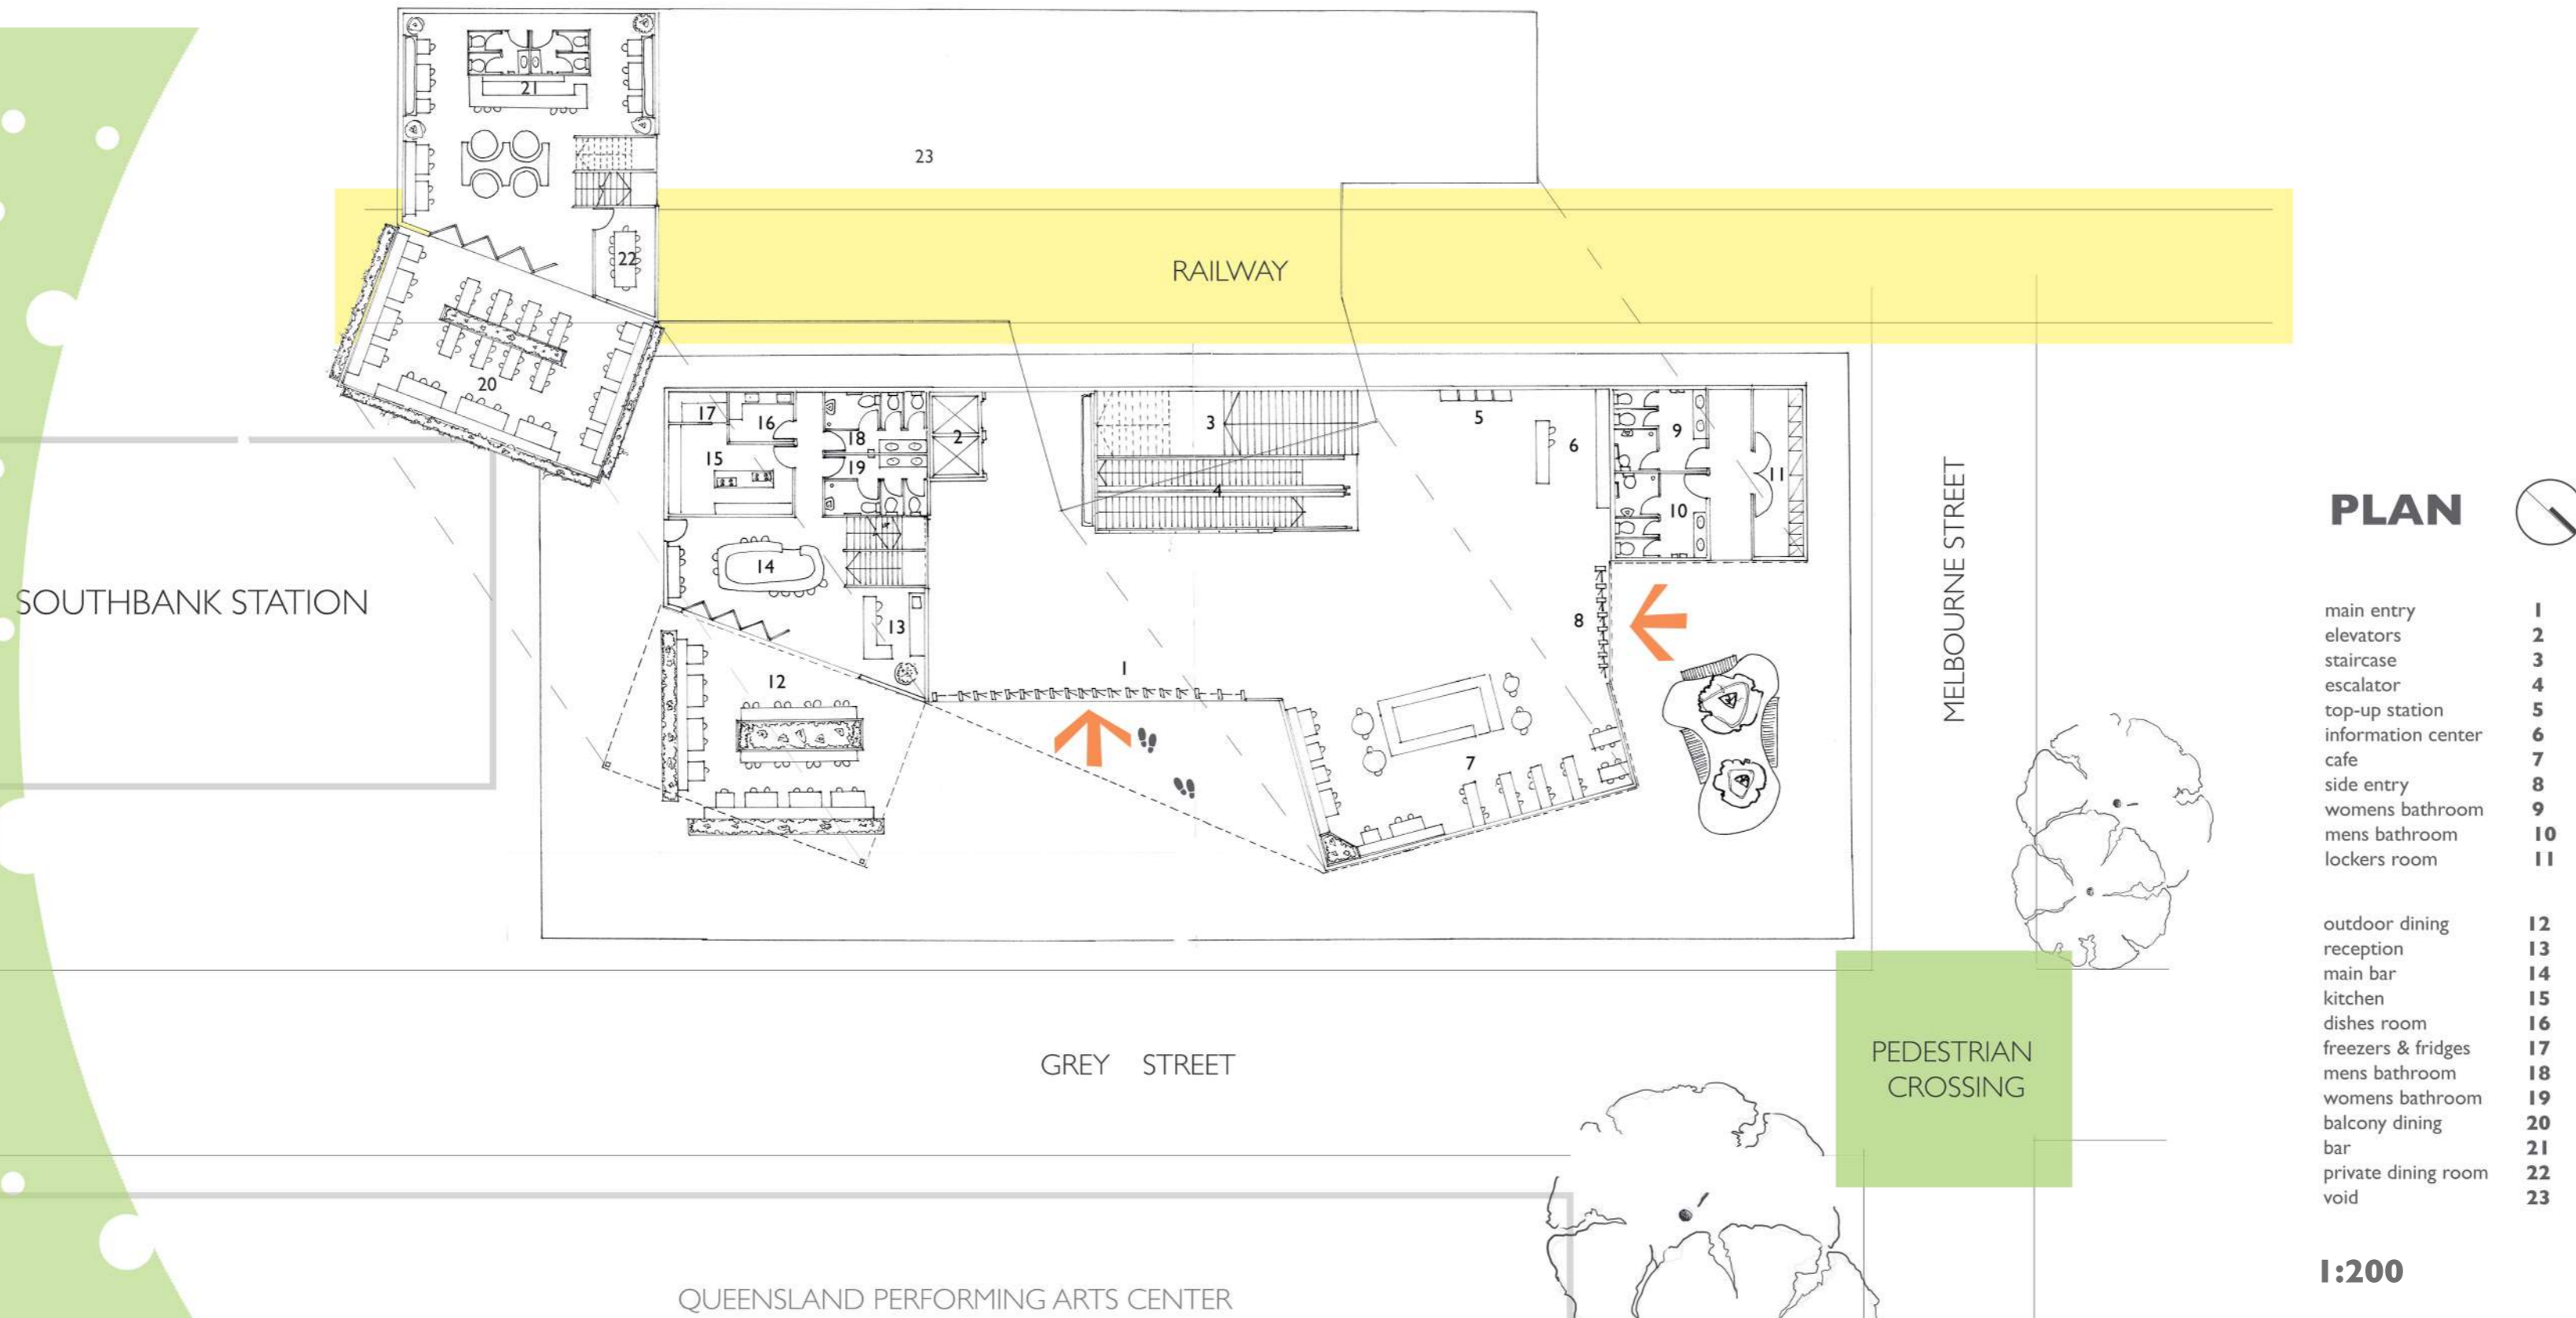 21
23
22
RAILWAY
20
17
16
18
2
3
5
6
9
15
19
4
11
10
14
SOUTHBANK STATION
13
8
MELBOURNE STREET
12
1
7
GREY STREET
PEDESTRIAN
CROSSING
QUEENSLAND PERFORMING ARTS CENTER
PLAN
main entry 1
elevators 2
staircase 3
escalator 4
top-up station 5
information center 6
cafe 7
side entry 8
womens bathroom 9
mens bathroom 10
lockers room 11
outdoor dining 12
reception 13
main bar 14
kitchen 15
dishes room 16
freezers & fridges 17
mens bathroom 18
womens bathroom 19
balcony dining 20
bar 21
private dining room 22
void 23
1:200